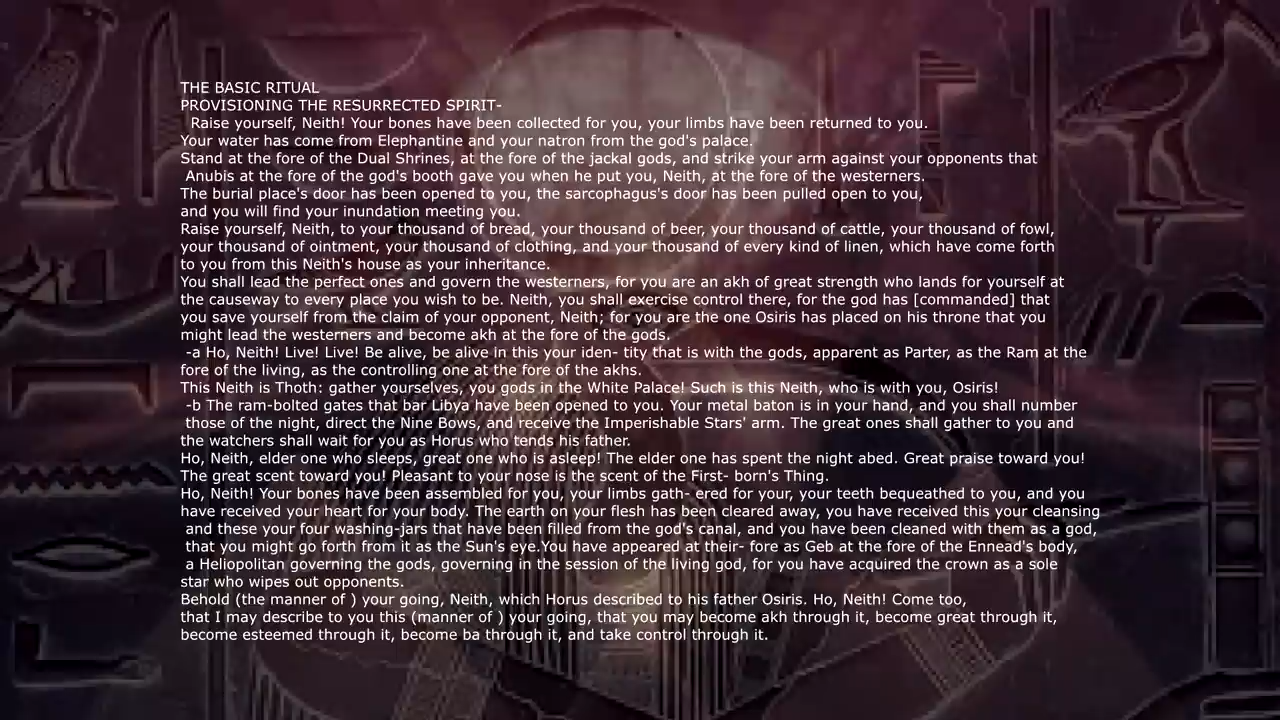 THE BASIC RITUAL
PROVISIONING THE RESURRECTED SPIRIT-
Raise yourself, Neith! Your bones have been collected for you, your limbs have been returned to you.
Your water has come from Elephantine and your natron from the god's palace.
Stand at the fore of the Dual Shrines, at the fore of the jackal gods, and strike your arm against your opponents that
Anubis at the fore of the god's booth gave you when he put you, Neith, at the fore of the westerners.
The burial place's door has been opened to you, the sarcophagus's door has been pulled open to you,
and you will find your inundation meeting you.
Raise yourself, Neith, to your thousand of bread, your thousand of beer, your thousand of cattle, your thousand of fowl,
your thousand of ointment, your thousand of clothing, and your thousand of every kind of linen, which have come forth
to you from this Neith's house as your inheritance.
You shall lead the perfect ones and govern the westerners, for you are an akh of great strength who lands for yourself at
the causeway to every place you wish to be. Neith, you shall exercise control there, for the god has [commanded] that
you save yourself from the claim of your opponent, Neith; for you are the one Osiris has placed on his throne that you
might lead the westerners and become akh at the fore of the gods.
-a Ho, Neith! Live! Live! Be alive, be alive in this your iden- tity that is with the gods, apparent as Parter, as the Ram at the
fore of the living, as the controlling one at the fore of the akhs.
This Neith is Thoth: gather yourselves, you gods in the White Palace! Such is this Neith, who is with you, Osiris!
-b The ram-bolted gates that bar Libya have been opened to you. Your metal baton is in your hand, and you shall number
those of the night, direct the Nine Bows, and receive the Imperishable Stars' arm. The great ones shall gather to you and
the watchers shall wait for you as Horus who tends his father.
Ho, Neith, elder one who sleeps, great one who is asleep! The elder one has spent the night abed. Great praise toward you!
The great scent toward you! Pleasant to your nose is the scent of the First- born's Thing.
Ho, Neith! Your bones have been assembled for you, your limbs gath- ered for your, your teeth bequeathed to you, and you
have received your heart for your body. The earth on your flesh has been cleared away, you have received this your cleansing
and these your four washing-jars that have been filled from the god's canal, and you have been cleaned with them as a god,
that you might go forth from it as the Sun's eye.You have appeared at their- fore as Geb at the fore of the Ennead's body,
a Heliopolitan governing the gods, governing in the session of the living god, for you have acquired the crown as a sole
star who wipes out opponents.
Behold (the manner of ) your going, Neith, which Horus described to his father Osiris. Ho, Neith! Come too,
that I may describe to you this (manner of ) your going, that you may become akh through it, become great through it,
become esteemed through it, become ba through it, and take control through it.